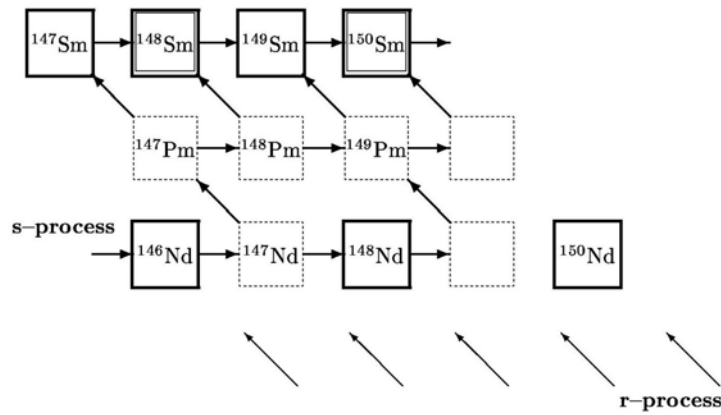 ¹⁴⁷Sm ¹⁴⁸Sm ¹⁴⁹Sm ¹⁵⁰Sm
¹⁴⁷Pm ¹⁴⁸Pm ¹⁴⁹Pm
s–process
¹⁴⁶Nd ¹⁴⁷Nd ¹⁴⁸Nd ¹⁵⁰Nd
r–process